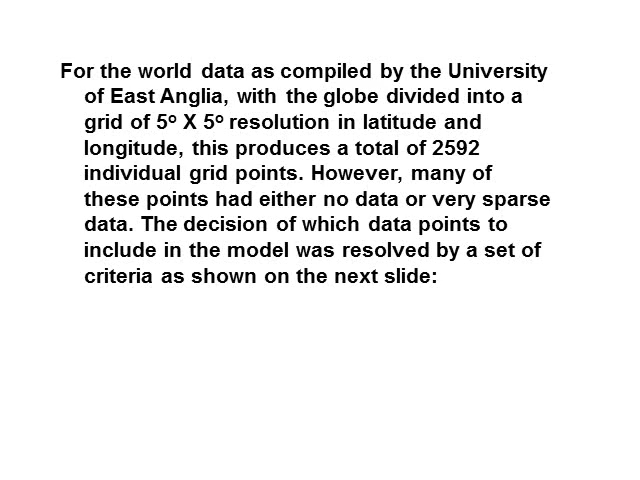 For the world data as compiled by the University
of East Anglia, with the globe divided into a
grid of 5º X 5º resolution in latitude and
longitude, this produces a total of 2592
individual grid points. However, many of
these points had either no data or very sparse
data. The decision of which data points to
include in the model was resolved by a set of
criteria as shown on the next slide: